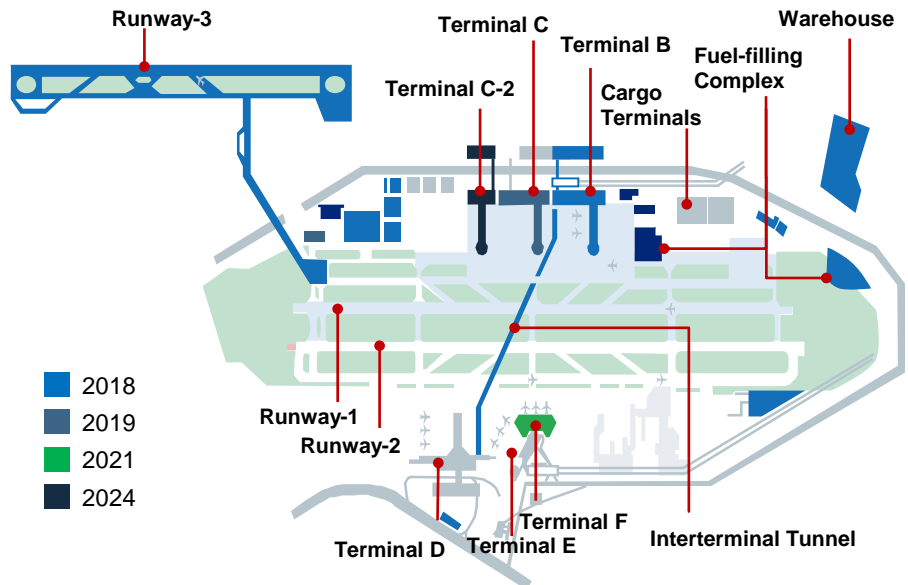 Runway-3
Terminal C
Terminal B
Warehouse
Fuel-filling
Complex
Terminal C-2
Cargo
Terminals
2018
2019
2021
2024
Runway-1
Runway-2
Terminal D
Terminal E
Terminal F
Interterminal Tunnel